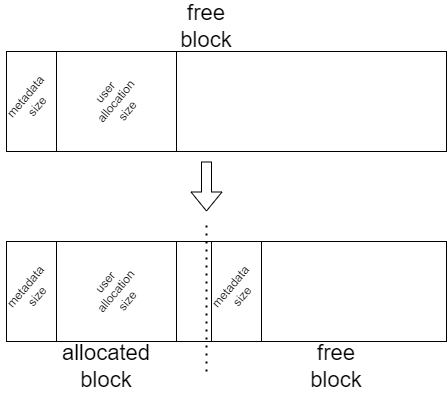 free
block
metadata
size
user
allocation
size
metadata
size
user
allocation
size
metadata
size
allocated
block
free
block